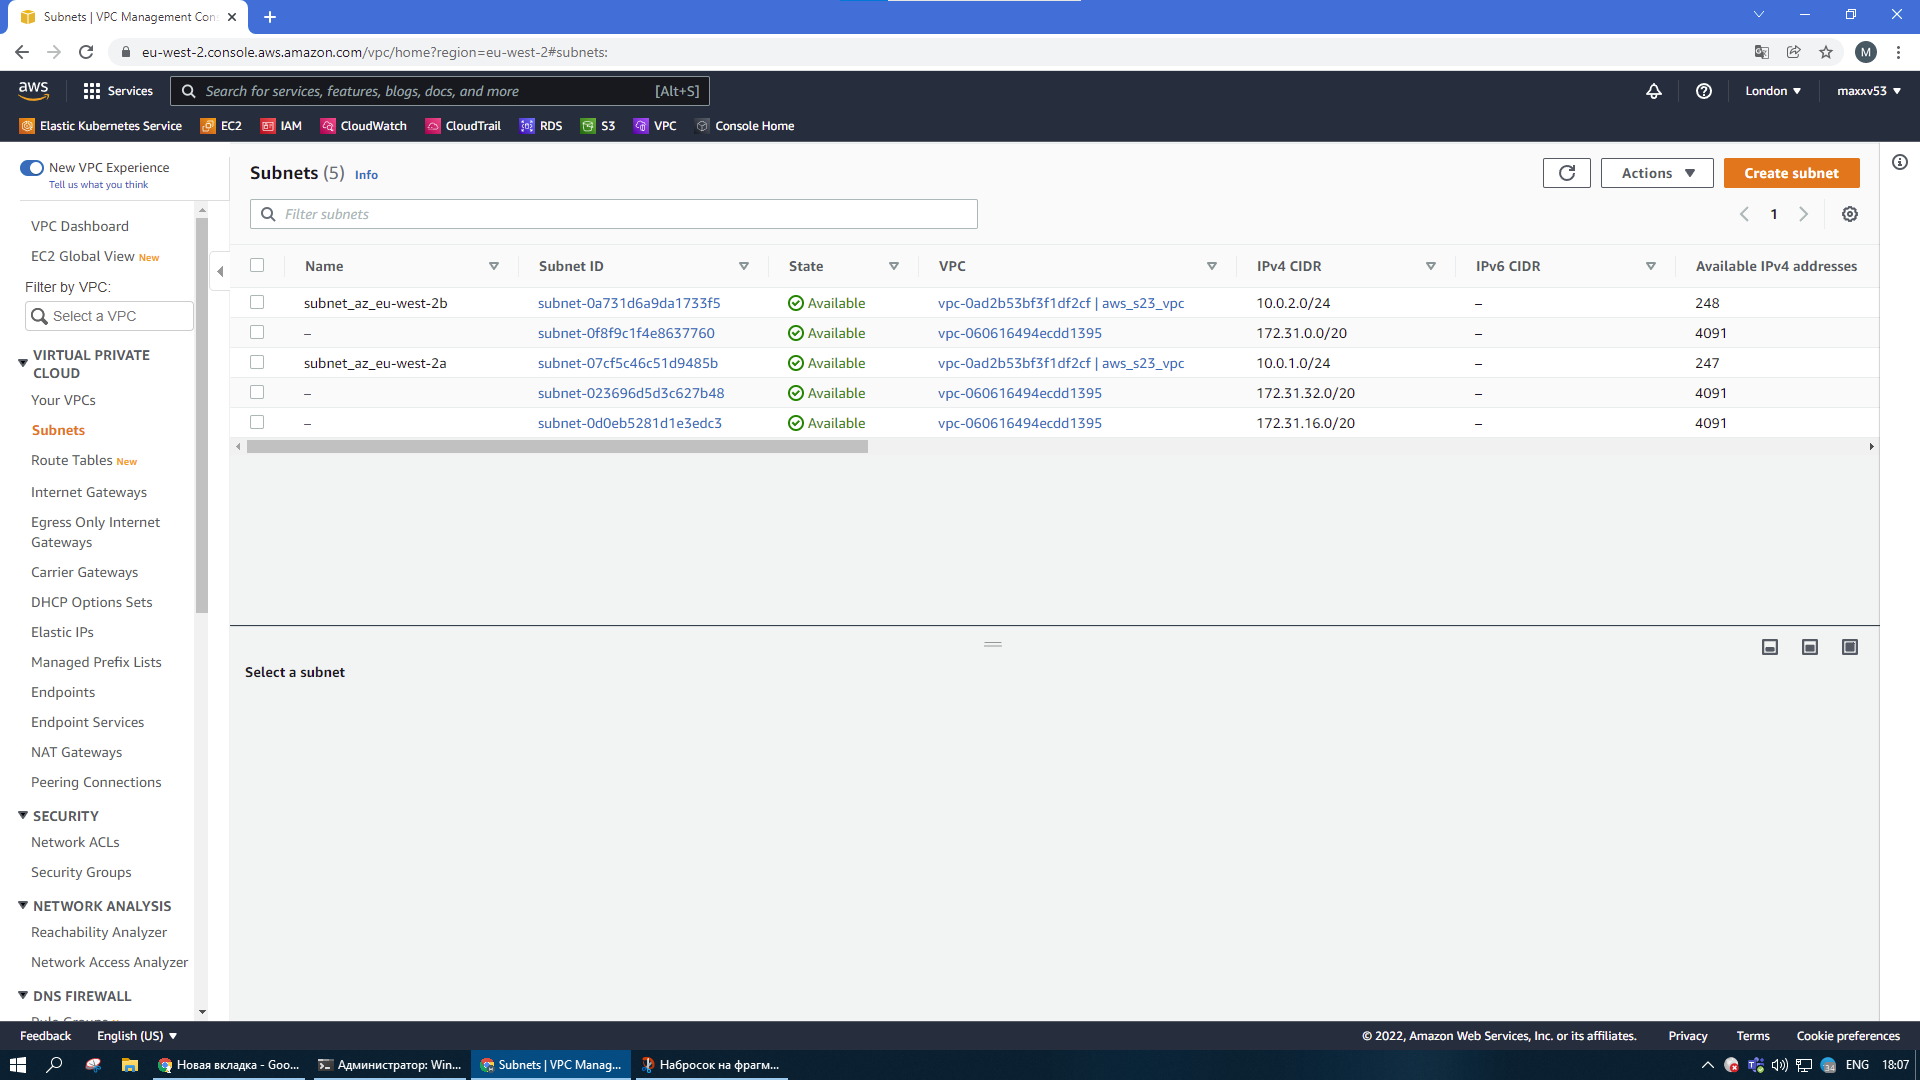 Subnets | VPC Management Con
eu-west-2.console.aws.amazon.com/vpc/home?region=eu-west-2#subnets:
M
aws
Services
Search for services, features, blogs, docs, and more
[Alt+S]
London
maxxv53
Elastic Kubernetes Service
EC2
IAM
CloudWatch
CloudTrail
RDS
S3
VPC
Console Home
New VPC Experience
Tell us what you think
VPC Dashboard
EC2 Global View New
Filter by VPC:
Select a VPC
VIRTUAL PRIVATE
CLOUD
Your VPCs
Subnets
Route Tables New
Internet Gateways
Egress Only Internet
Gateways
Carrier Gateways
DHCP Options Sets
Elastic IPs
Managed Prefix Lists
Endpoints
Endpoint Services
NAT Gateways
Peering Connections
SECURITY
Network ACLs
Security Groups
NETWORK ANALYSIS
Reachability Analyzer
Network Access Analyzer
DNS FIREWALL
Subnets (5) Info
Actions
Create subnet
Filter subnets
1
Name Subnet ID State VPC IPv4 CIDR IPv6 CIDR Available IPv4 addresses
subnet_az_eu-west-2b subnet-0a731d6a9da1733f5 Available vpc-0ad2b53bf3f1df2cf | aws_s23_vpc 10.0.2.0/24 – 248
– subnet-0f8f9c1f4e8637760 Available vpc-060616494ecdd1395 172.31.0.0/20 – 4091
subnet_az_eu-west-2a subnet-07cf5c46c51d9485b Available vpc-0ad2b53bf3f1df2cf | aws_s23_vpc 10.0.1.0/24 – 247
– subnet-023696d5d3c627b48 Available vpc-060616494ecdd1395 172.31.32.0/20 – 4091
– subnet-0d0eb5281d1e3edc3 Available vpc-060616494ecdd1395 172.31.16.0/20 – 4091
Select a subnet
Feedback
English (US)
© 2022, Amazon Web Services, Inc. or its affiliates.
Privacy
Terms
Cookie preferences
Новая вкладка - Goo...
Администратор: Win...
Subnets | VPC Manag...
Набросок на фрагм...
34
ENG
18:07